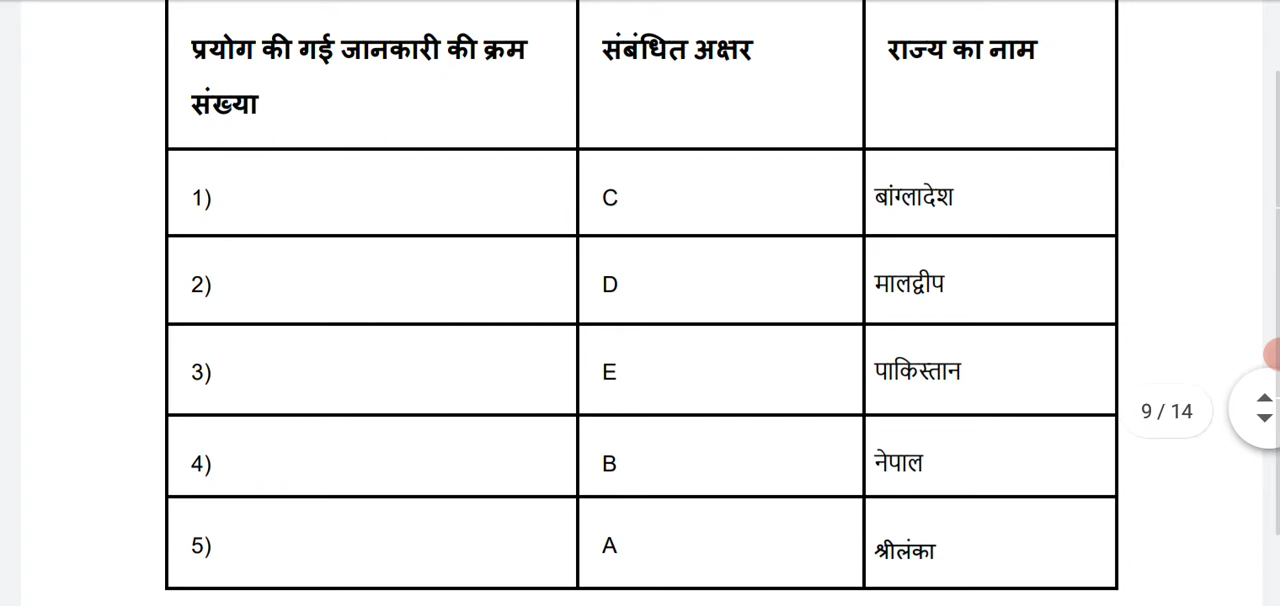 प्रयोग की गई जानकारी की क्रम संख्या	संबंधित अक्षर	राज्य का नाम
1)	C	बांग्लादेश
2)	D	मालद्वीप
3)	E	पाकिस्तान
4)	B	नेपाल
5)	A	श्रीलंका
9 / 14